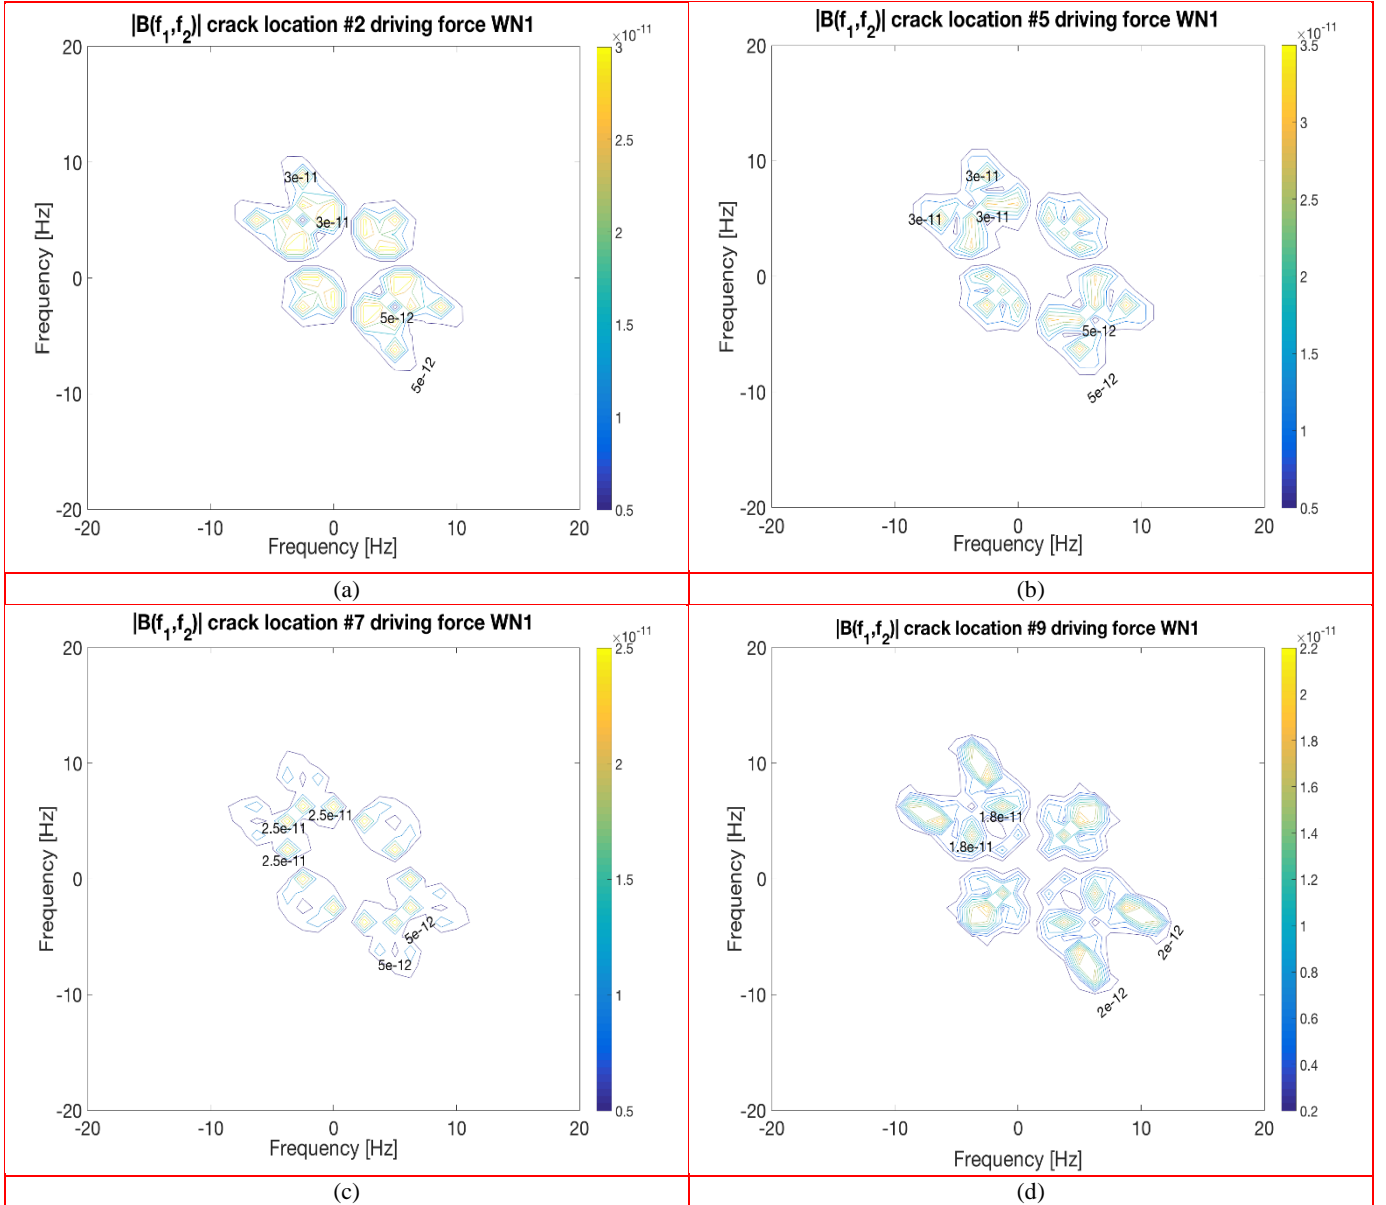 |B(f1,f2)| crack location #2 driving force WN1
×10-11
20
10
0
-10
-20
-20
-10
0
10
20
Frequency [Hz]
Frequency [Hz]
3e-11
3e-11
5e-12
5e-12
3
2.5
2
1.5
1
0.5
(a)
|B(f1,f2)| crack location #5 driving force WN1
×10-11
20
10
0
-10
-20
-20
-10
0
10
20
Frequency [Hz]
Frequency [Hz]
3e-11
3e-11
3e-11
5e-12
5e-12
3.5
3
2.5
2
1.5
1
0.5
(b)
|B(f1,f2)| crack location #7 driving force WN1
×10-11
20
10
0
-10
-20
-20
-10
0
10
20
Frequency [Hz]
Frequency [Hz]
2.5e-11
2.5e-11
2.5e-11
5e-12
5e-12
2.5
2
1.5
1
0.5
(c)
|B(f1,f2)| crack location #9 driving force WN1
×10-11
20
10
0
-10
-20
-20
-10
0
10
20
Frequency [Hz]
Frequency [Hz]
1.8e-11
1.8e-11
2e-12
2e-12
2.2
2
1.8
1.6
1.4
1.2
1
0.8
0.6
0.4
0.2
(d)